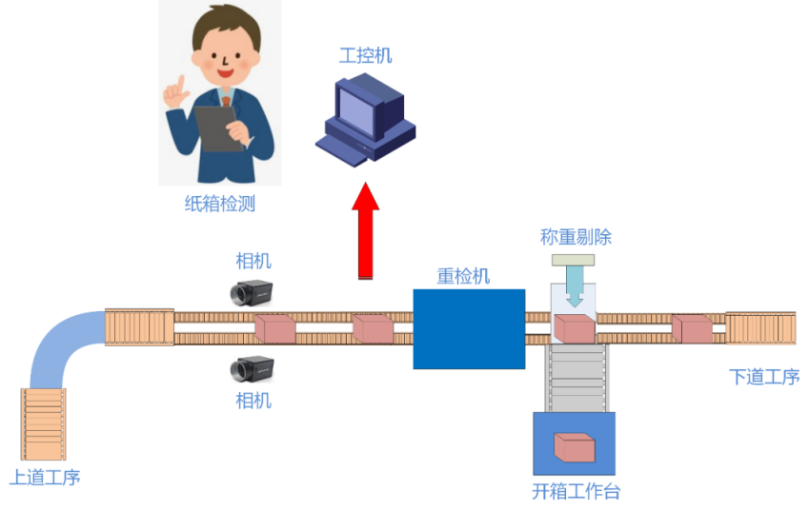 工控机
纸箱检测
称重剔除
相机
重检机
相机
下道工序
上道工序
开箱工作台